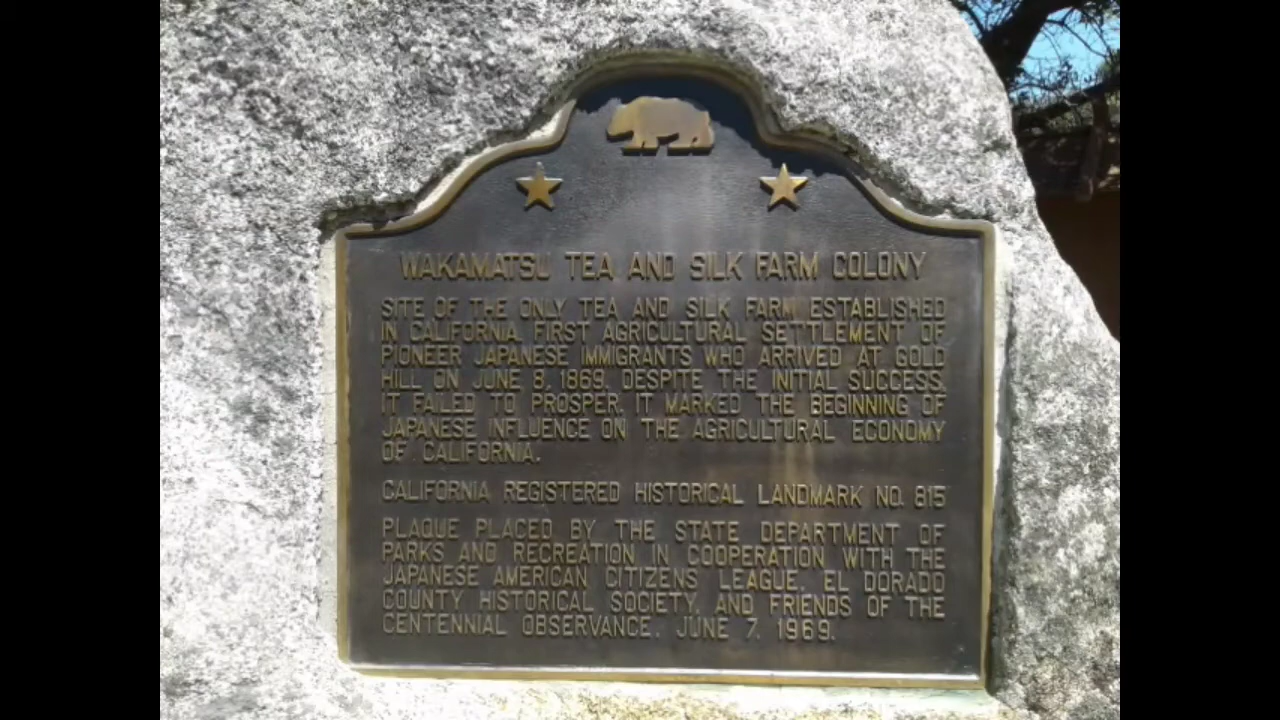 WAKAMATSU TEA AND SILK FARM COLONY
SITE OF THE ONLY TEA AND SILK FARM ESTABLISHED
IN CALIFORNIA. FIRST AGRICULTURAL SETTLEMENT OF
PIONEER JAPANESE IMMIGRANTS WHO ARRIVED AT GOLD
HILL ON JUNE 8, 1869. DESPITE THE INITIAL SUCCESS,
IT FAILED TO PROSPER. IT MARKED THE BEGINNING OF
JAPANESE INFLUENCE ON THE AGRICULTURAL ECONOMY
OF CALIFORNIA.
CALIFORNIA REGISTERED HISTORICAL LANDMARK NO. 815
PLAQUE PLACED BY THE STATE DEPARTMENT OF
PARKS AND RECREATION IN COOPERATION WITH THE
JAPANESE AMERICAN CITIZENS LEAGUE, EL DORADO
COUNTY HISTORICAL SOCIETY, AND FRIENDS OF THE
CENTENNIAL OBSERVANCE, JUNE 7, 1969.